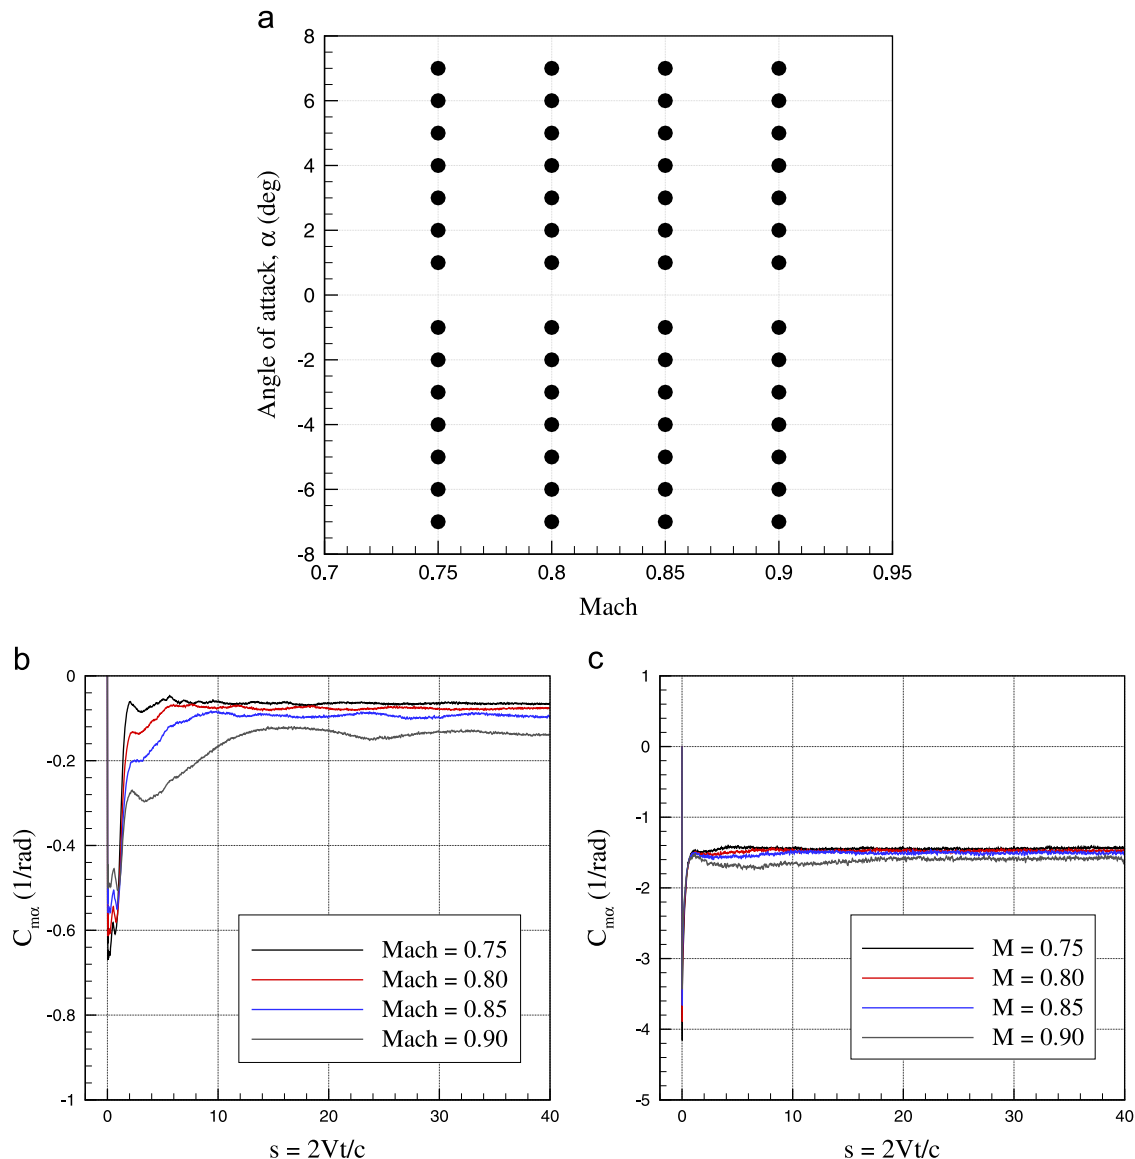 a
8
6
4
2
0
-2
-4
-6
-8
Angle of attack, α (deg)
0.7 0.75 0.8 0.85 0.9 0.95
Mach
b
0
-0.2
-0.4
-0.6
-0.8
-1
C_mα (1/rad)
Mach = 0.75
Mach = 0.80
Mach = 0.85
Mach = 0.90
0 10 20 30 40
s = 2Vt/c
c
1
0
-1
-2
-3
-4
-5
C_mα (1/rad)
M = 0.75
M = 0.80
M = 0.85
M = 0.90
0 10 20 30 40
s = 2Vt/c